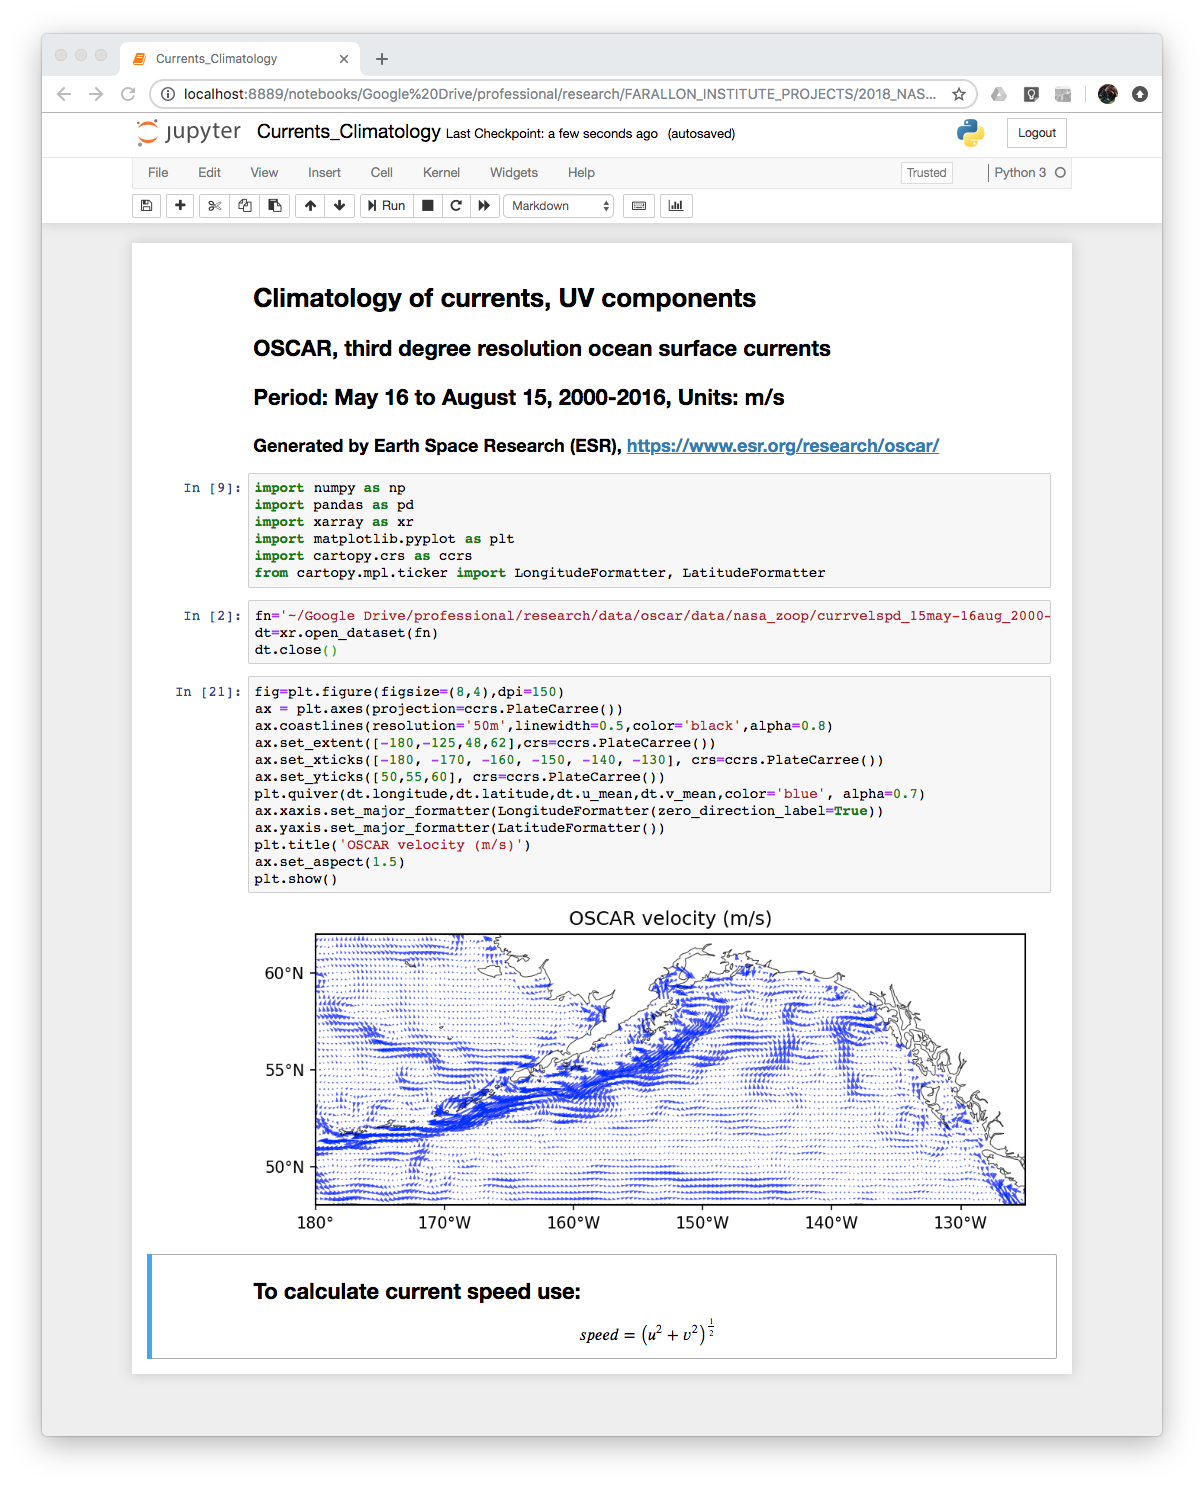 Currents_Climatology
localhost:8889/notebooks/Google%20Drive/professional/research/FARALLON_INSTITUTE_PROJECTS/2018_NAS...
jupyter Currents_Climatology Last Checkpoint: a few seconds ago (autosaved) Logout
File Edit View Insert Cell Kernel Widgets Help Trusted Python 3
Run Markdown
Climatology of currents, UV components
OSCAR, third degree resolution ocean surface currents
Period: May 16 to August 15, 2000-2016, Units: m/s
Generated by Earth Space Research (ESR), https://www.esr.org/research/oscar/
In [9]: import numpy as np
import pandas as pd
import xarray as xr
import matplotlib.pyplot as plt
import cartopy.crs as ccrs
from cartopy.mpl.ticker import LongitudeFormatter, LatitudeFormatter
In [2]: fn='~/Google Drive/professional/research/data/oscar/data/nasa_zoop/currvelspd_15may-16aug_2000-
dt=xr.open_dataset(fn)
dt.close()
In [21]: fig=plt.figure(figsize=(8,4),dpi=150)
ax = plt.axes(projection=ccrs.PlateCarree())
ax.coastlines(resolution='50m',linewidth=0.5,color='black',alpha=0.8)
ax.set_extent([-180,-125,48,62],crs=ccrs.PlateCarree())
ax.set_xticks([-180, -170, -160, -150, -140, -130], crs=ccrs.PlateCarree())
ax.set_yticks([50,55,60], crs=ccrs.PlateCarree())
plt.quiver(dt.longitude,dt.latitude,dt.u_mean,dt.v_mean,color='blue', alpha=0.7)
ax.xaxis.set_major_formatter(LongitudeFormatter(zero_direction_label=True))
ax.yaxis.set_major_formatter(LatitudeFormatter())
plt.title('OSCAR velocity (m/s)')
ax.set_aspect(1.5)
plt.show()
OSCAR velocity (m/s)
60°N
55°N
50°N
180° 170°W 160°W 150°W 140°W 130°W
To calculate current speed use:
speed = (u² + v²)^½